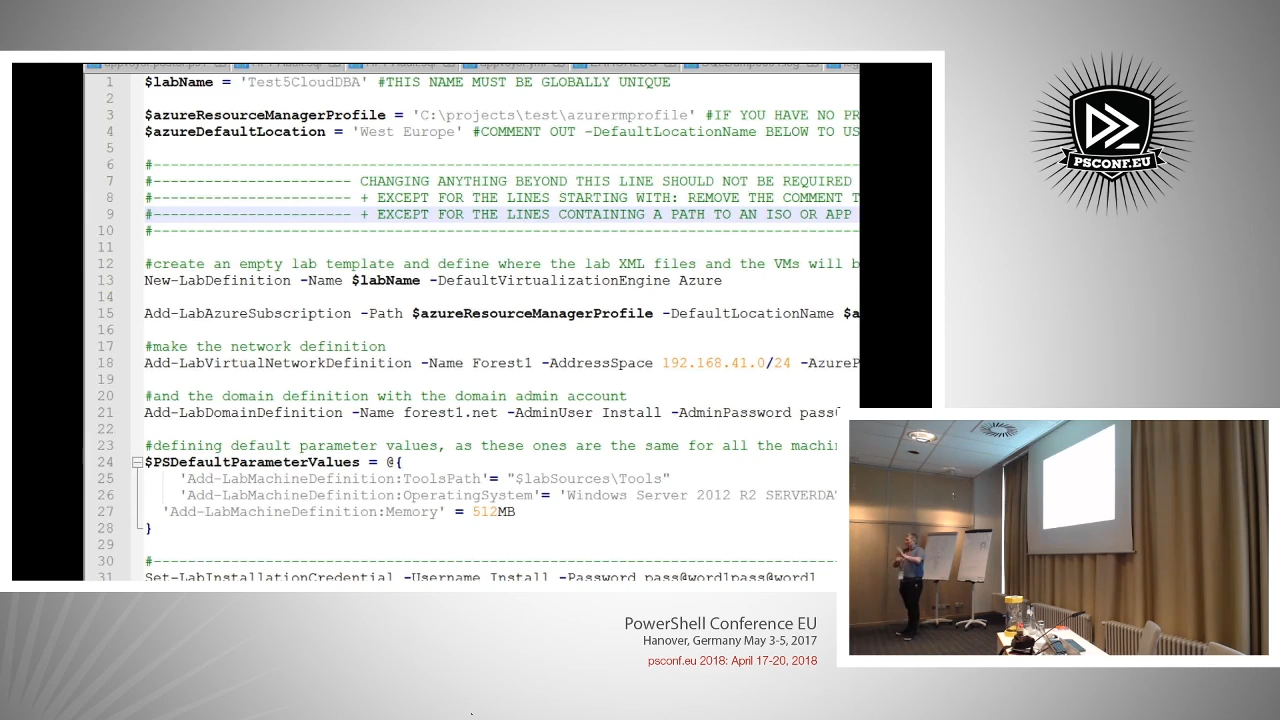 1 $labName = 'Test5CloudDBA' #THIS NAME MUST BE GLOBALLY UNIQUE
2
3 $azureResourceManagerProfile = 'C:\projects\test\azurermprofile' #IF YOU HAVE NO PR
4 $azureDefaultLocation = 'West Europe' #COMMENT OUT -DefaultLocationName BELOW TO US
5
6 #----------------------------------------------------------------------------------
7 #----------------------- CHANGING ANYTHING BEYOND THIS LINE SHOULD NOT BE REQUIRED
8 #----------------------- + EXCEPT FOR THE LINES STARTING WITH: REMOVE THE COMMENT T
9 #----------------------- + EXCEPT FOR THE LINES CONTAINING A PATH TO AN ISO OR APP
10 #----------------------------------------------------------------------------------
11
12 #create an empty lab template and define where the lab XML files and the VMs will b
13 New-LabDefinition -Name $labName -DefaultVirtualizationEngine Azure
14
15 Add-LabAzureSubscription -Path $azureResourceManagerProfile -DefaultLocationName $a
16
17 #make the network definition
18 Add-LabVirtualNetworkDefinition -Name Forest1 -AddressSpace 192.168.41.0/24 -AzureP
19
20 #and the domain definition with the domain admin account
21 Add-LabDomainDefinition -Name forest1.net -AdminUser Install -AdminPassword pass
22
23 #defining default parameter values, as these ones are the same for all the machi
24 $PSDefaultParameterValues = @{
25 'Add-LabMachineDefinition:ToolsPath'= "$labSources\Tools"
26 'Add-LabMachineDefinition:OperatingSystem'= 'Windows Server 2012 R2 SERVERDA
27 'Add-LabMachineDefinition:Memory' = 512MB
28 }
29
30 #--------------------------------------------------------------------------------
31 Set-LabInstallationCredential -Username Install -Password pass@word1pass@word1
PSCONF.EU
PowerShell Conference EU
Hanover, Germany May 3-5, 2017
psconf.eu 2018: April 17-20, 2018